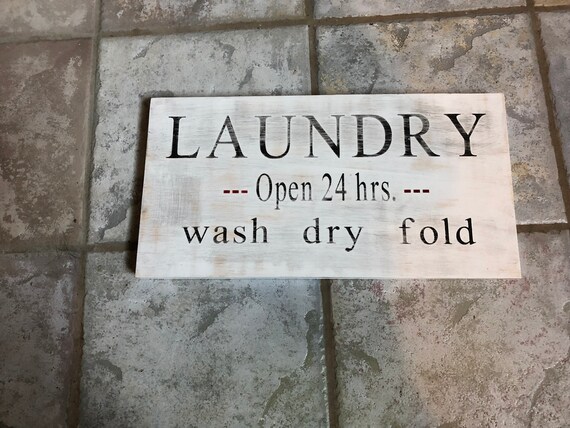 LAUNDRY
--- Open 24 hrs. ---
wash dry fold